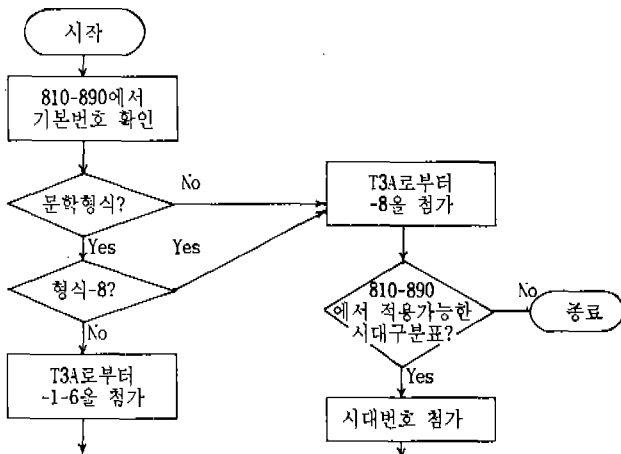 시작
810-890에서
기본번호 확인
문학형식?
No
Yes
Yes
형식-8?
No
T3A로부터
-1-6을 첨가
T3A로부터
-8을 첨가
810-890
에서 적용가능한
시대구분표?
No
종료
Yes
시대번호 첨가